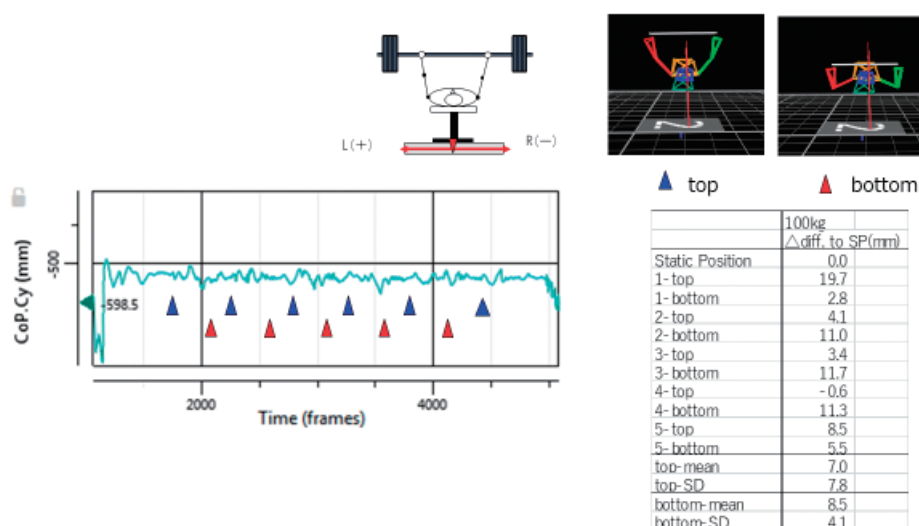 L(+)
R(−)
top
bottom
CoP.Cy (mm)
-500
-598.5
2000
4000
Time (frames)
100kg
△diff. to SP(mm)
Static Position 0.0
1-top 19.7
1-bottom 2.8
2-top 4.1
2-bottom 11.0
3-top 3.4
3-bottom 11.7
4-top -0.6
4-bottom 11.3
5-top 8.5
5-bottom 5.5
top-mean 7.0
top-SD 7.8
bottom-mean 8.5
bottom-SD 4.1